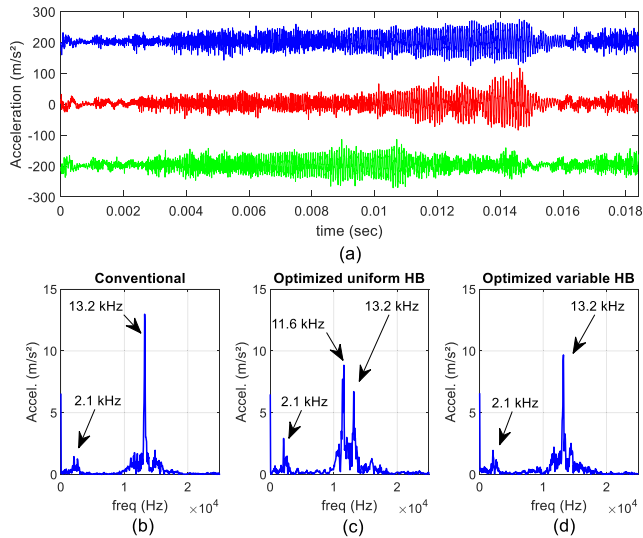 300
200
100
0
-100
-200
-300
Acceleration (m/s²)
0 0.002 0.004 0.006 0.008 0.01 0.012 0.014 0.016 0.018
time (sec)
(a)
Conventional
15
10
5
0
Accel. (m/s²)
13.2 kHz
2.1 kHz
0 1 2
freq (Hz) ×10⁴
(b)
Optimized uniform HB
15
10
5
0
Accel. (m/s²)
13.2 kHz
11.6 kHz
2.1 kHz
0 1 2
freq (Hz) ×10⁴
(c)
Optimized variable HB
15
10
5
0
Accel. (m/s²)
13.2 kHz
2.1 kHz
0 1 2
freq (Hz) ×10⁴
(d)